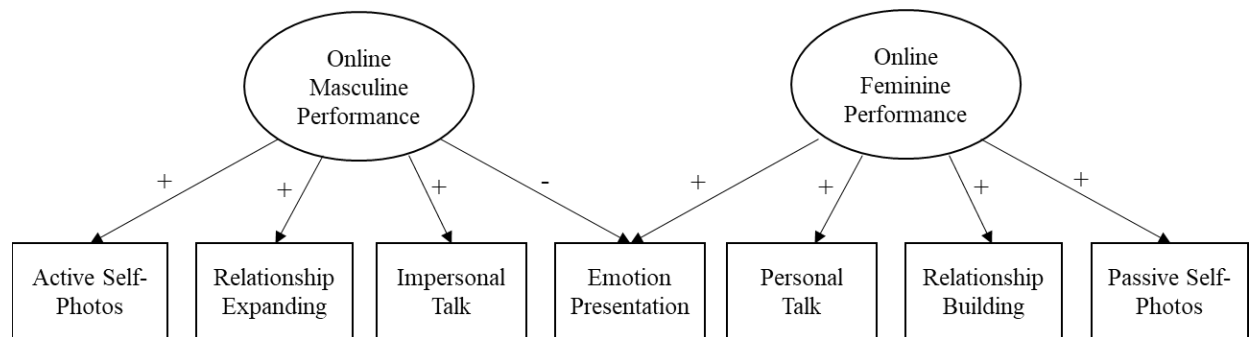 Online
Masculine
Performance
Online
Feminine
Performance
+
+
+
-
+
+
+
+
Active Self-
Photos
Relationship
Expanding
Impersonal
Talk
Emotion
Presentation
Personal
Talk
Relationship
Building
Passive Self-
Photos